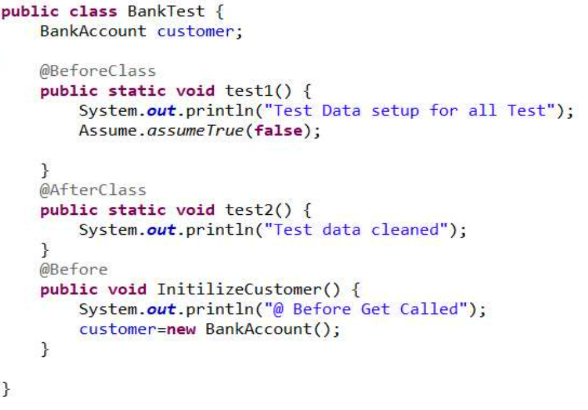 public class BankTest {
BankAccount customer;
@BeforeClass
public static void test1() {
System.out.println("Test Data setup for all Test");
Assume.assumeTrue(false);
}
@AfterClass
public static void test2() {
System.out.println("Test data cleaned");
}
@Before
public void InitilizeCustomer() {
System.out.println("@ Before Get Called");
customer=new BankAccount();
}
}